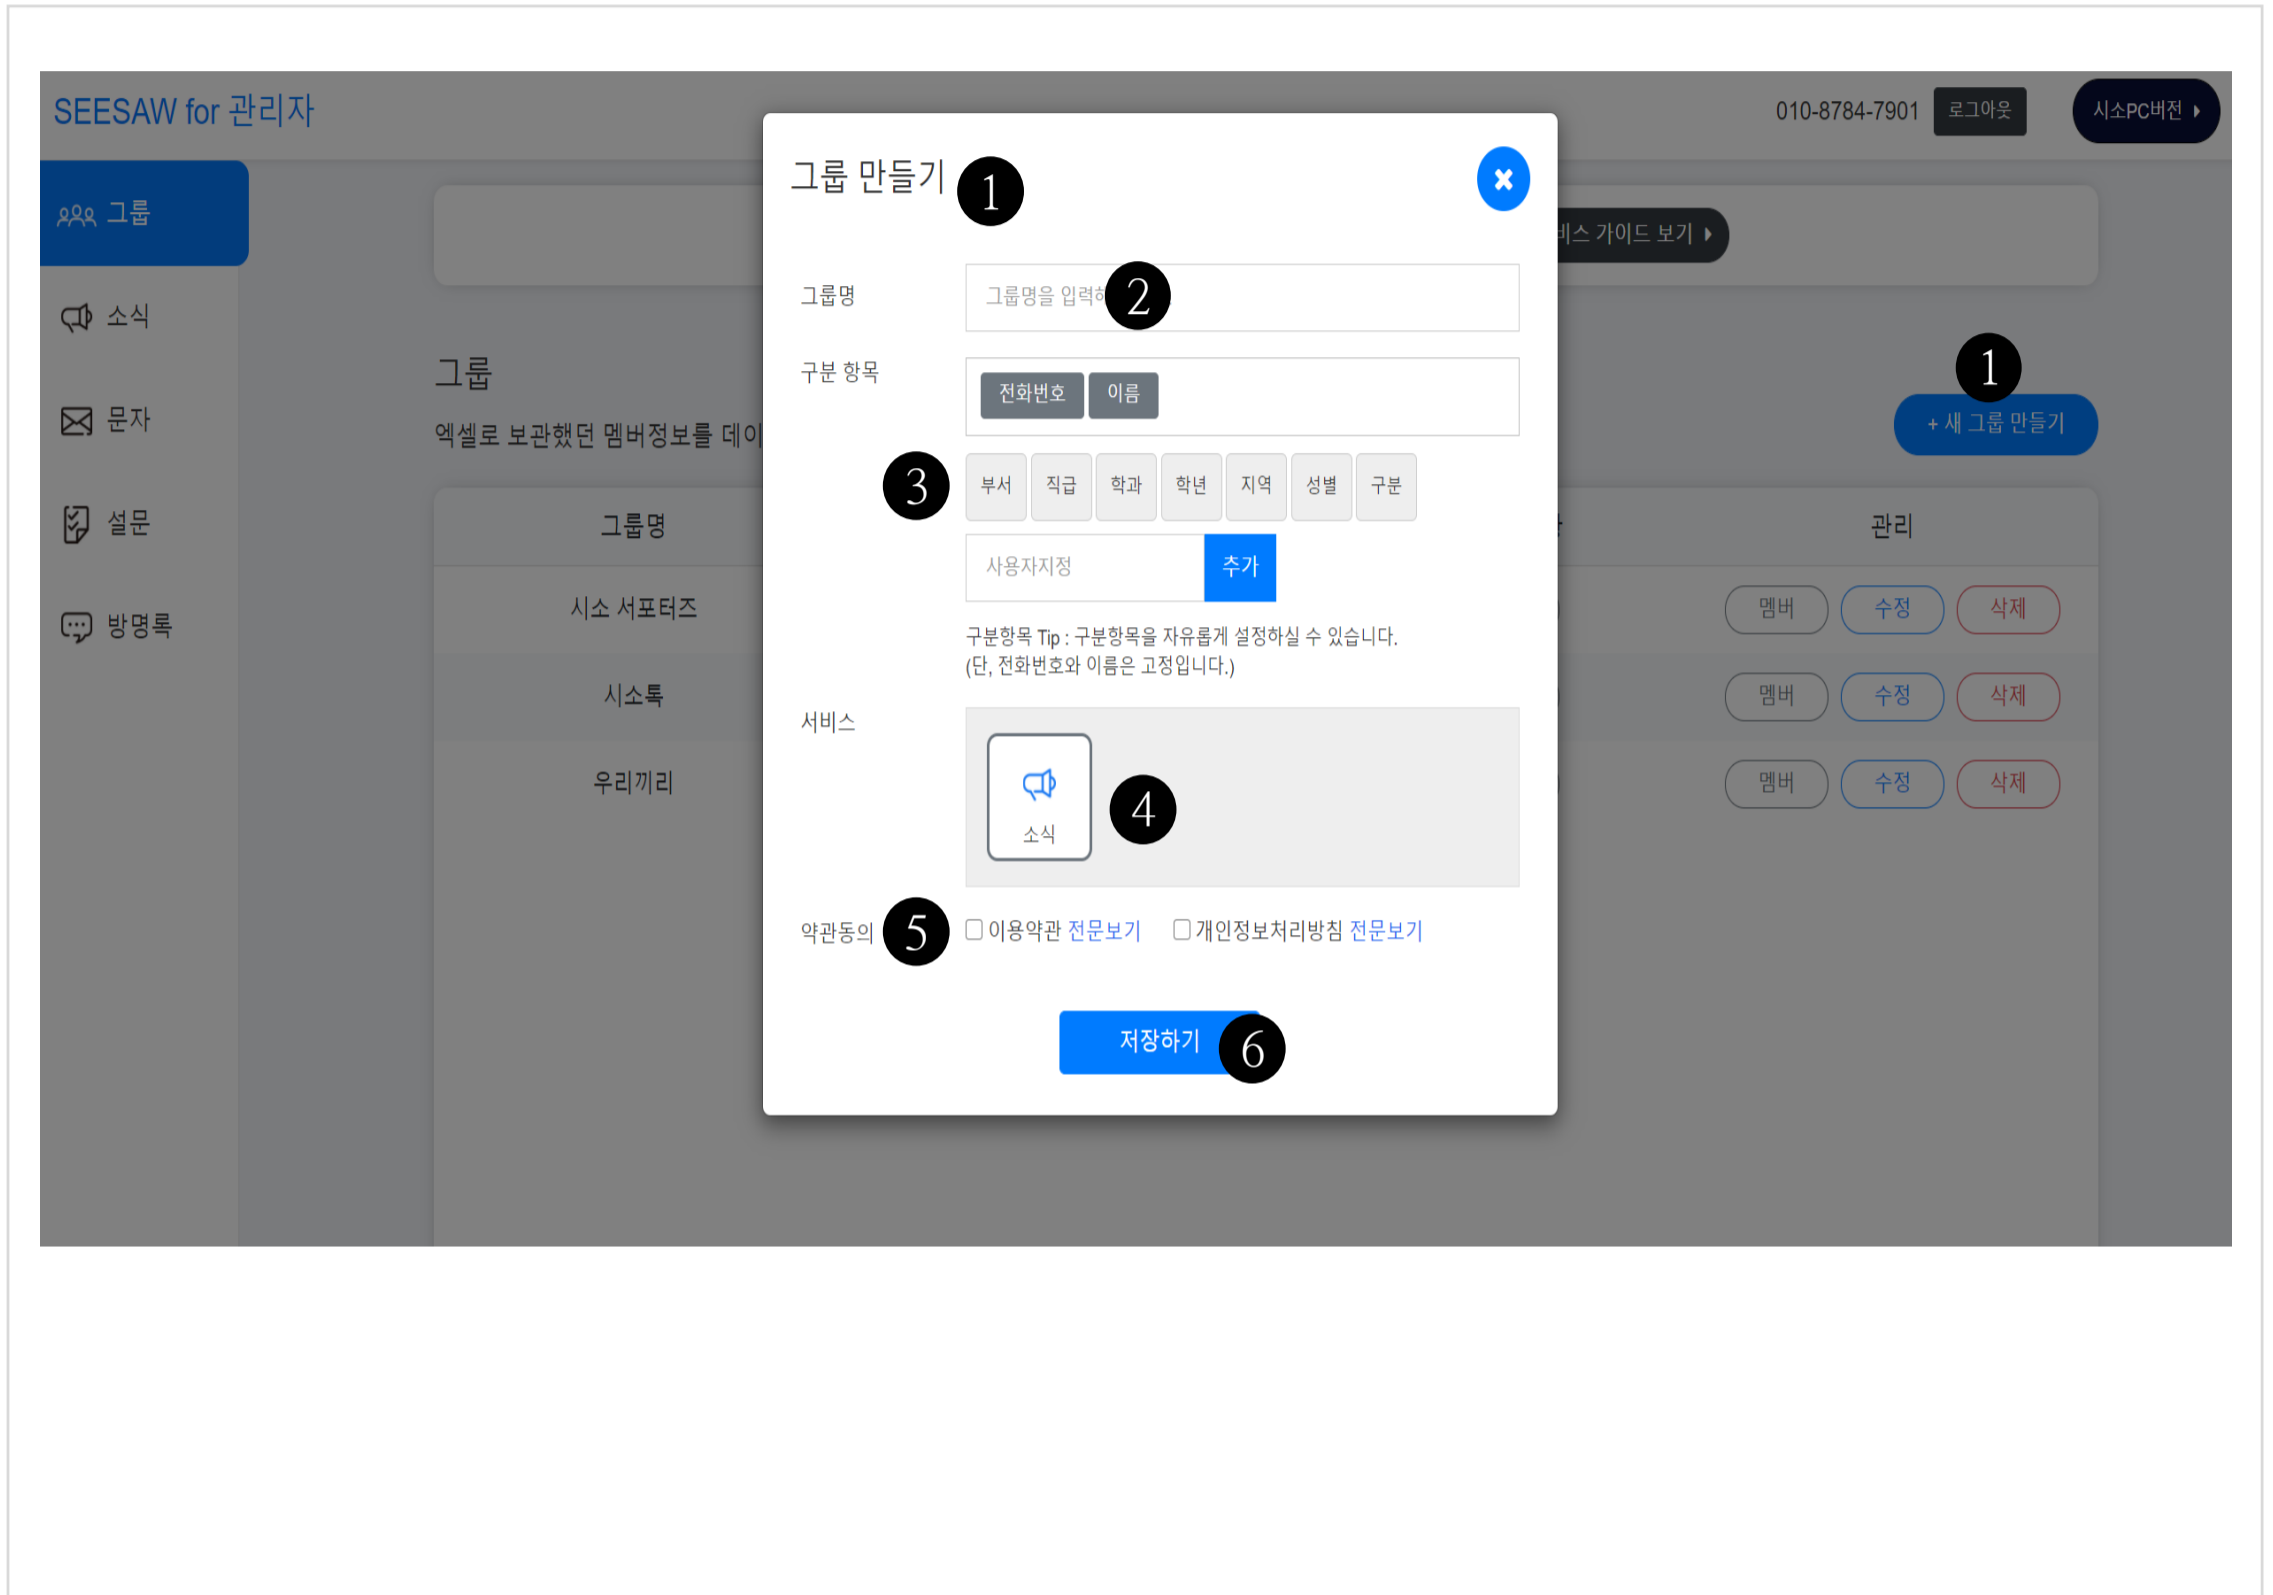 SEESAW for 관리자
010-8784-7901 로그아웃 시소PC버전
그룹
소식
문자
설문
방명록
가이드 보기
그룹
엑셀로 보관했던 멤버정보를
1
+ 새 그룹 만들기
그룹명 관리
시소 서포터즈 멤버 수정 삭제
시소톡 멤버 수정 삭제
우리끼리 멤버 수정 삭제
그룹 만들기 1
그룹명 그룹명을 2
구분 항목 전화번호 이름
3 부서 직급 학과 학년 지역 성별 구분
사용자지정 추가
구분항목 Tip : 구분항목을 자유롭게 설정하실 수 있습니다.
(단, 전화번호와 이름은 고정입니다.)
서비스
소식 4
약관동의 5 이용약관 전문보기 개인정보처리방침 전문보기
저장하기 6